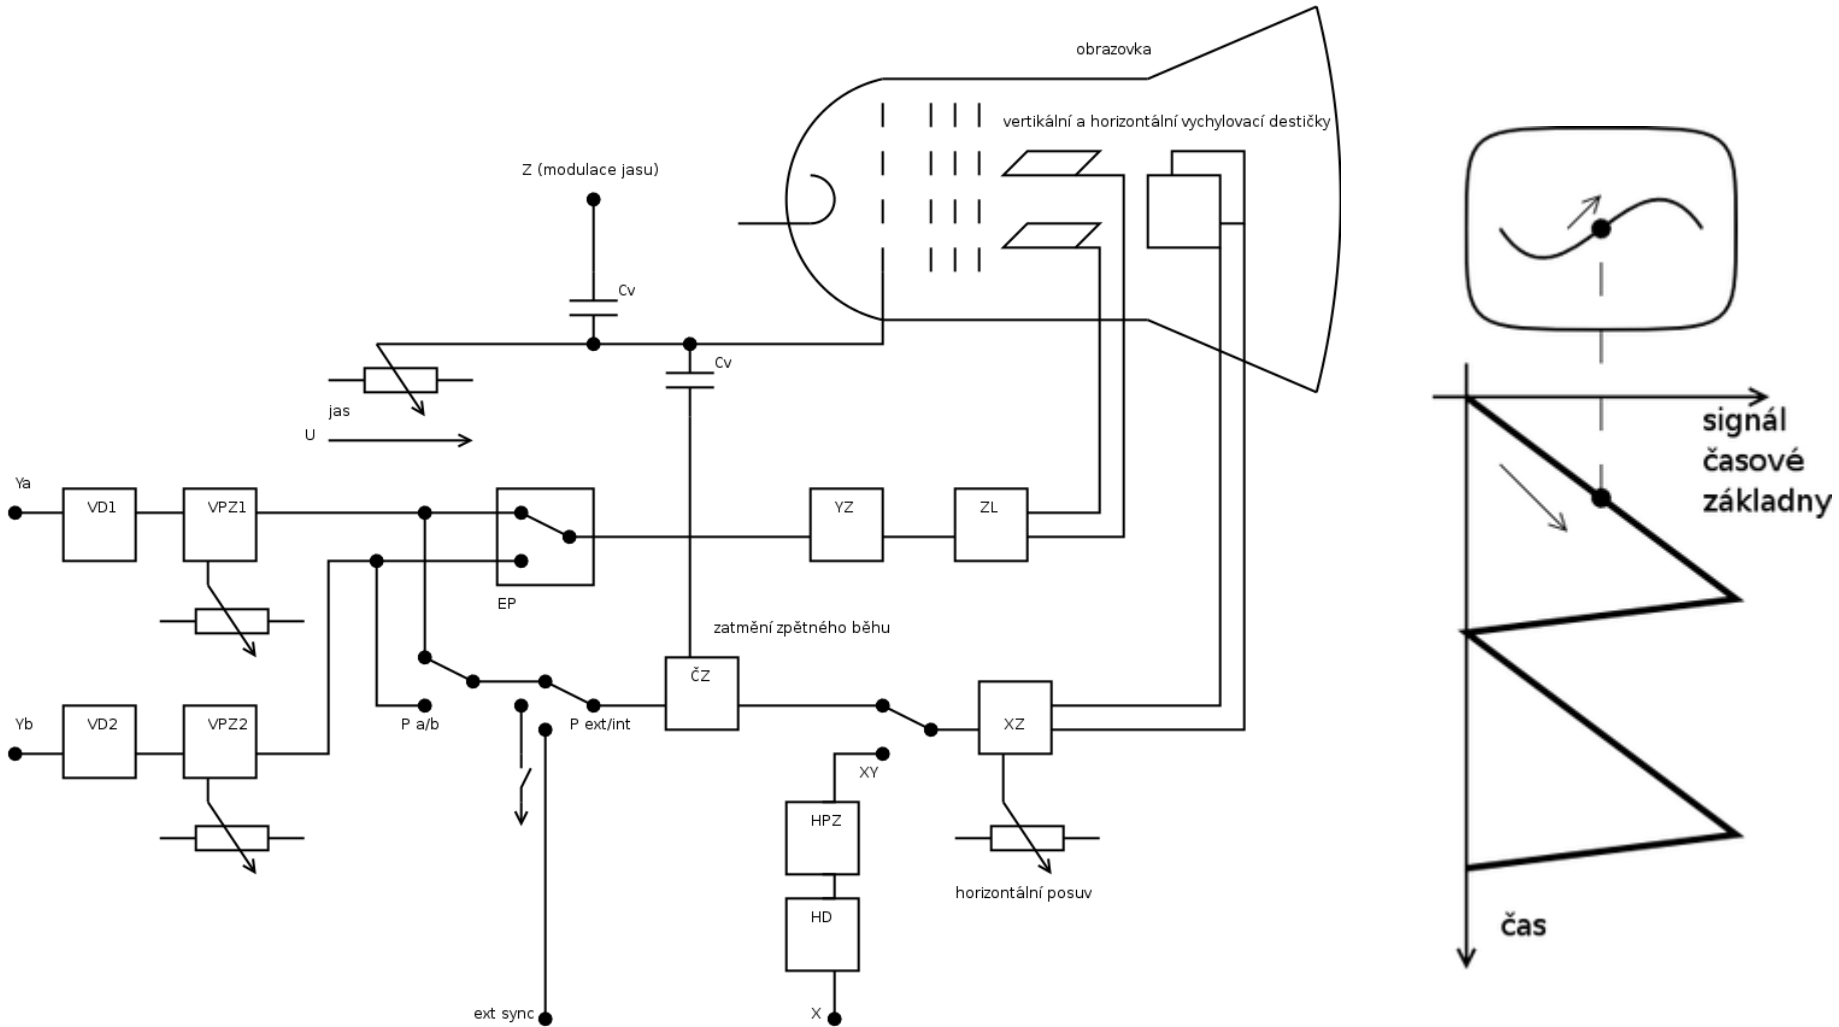 obrazovka
vertikální a horizontální vychylovací destičky
Z (modulace jasu)
Cv
Cv
jas
U
Ya
VD1
VPZ1
EP
YZ
ZL
zatmění zpětného běhu
ČZ
Yb
VD2
VPZ2
P a/b
P ext/int
XZ
XY
HPZ
horizontální posuv
HD
ext sync
X
signál
časové
základny
čas